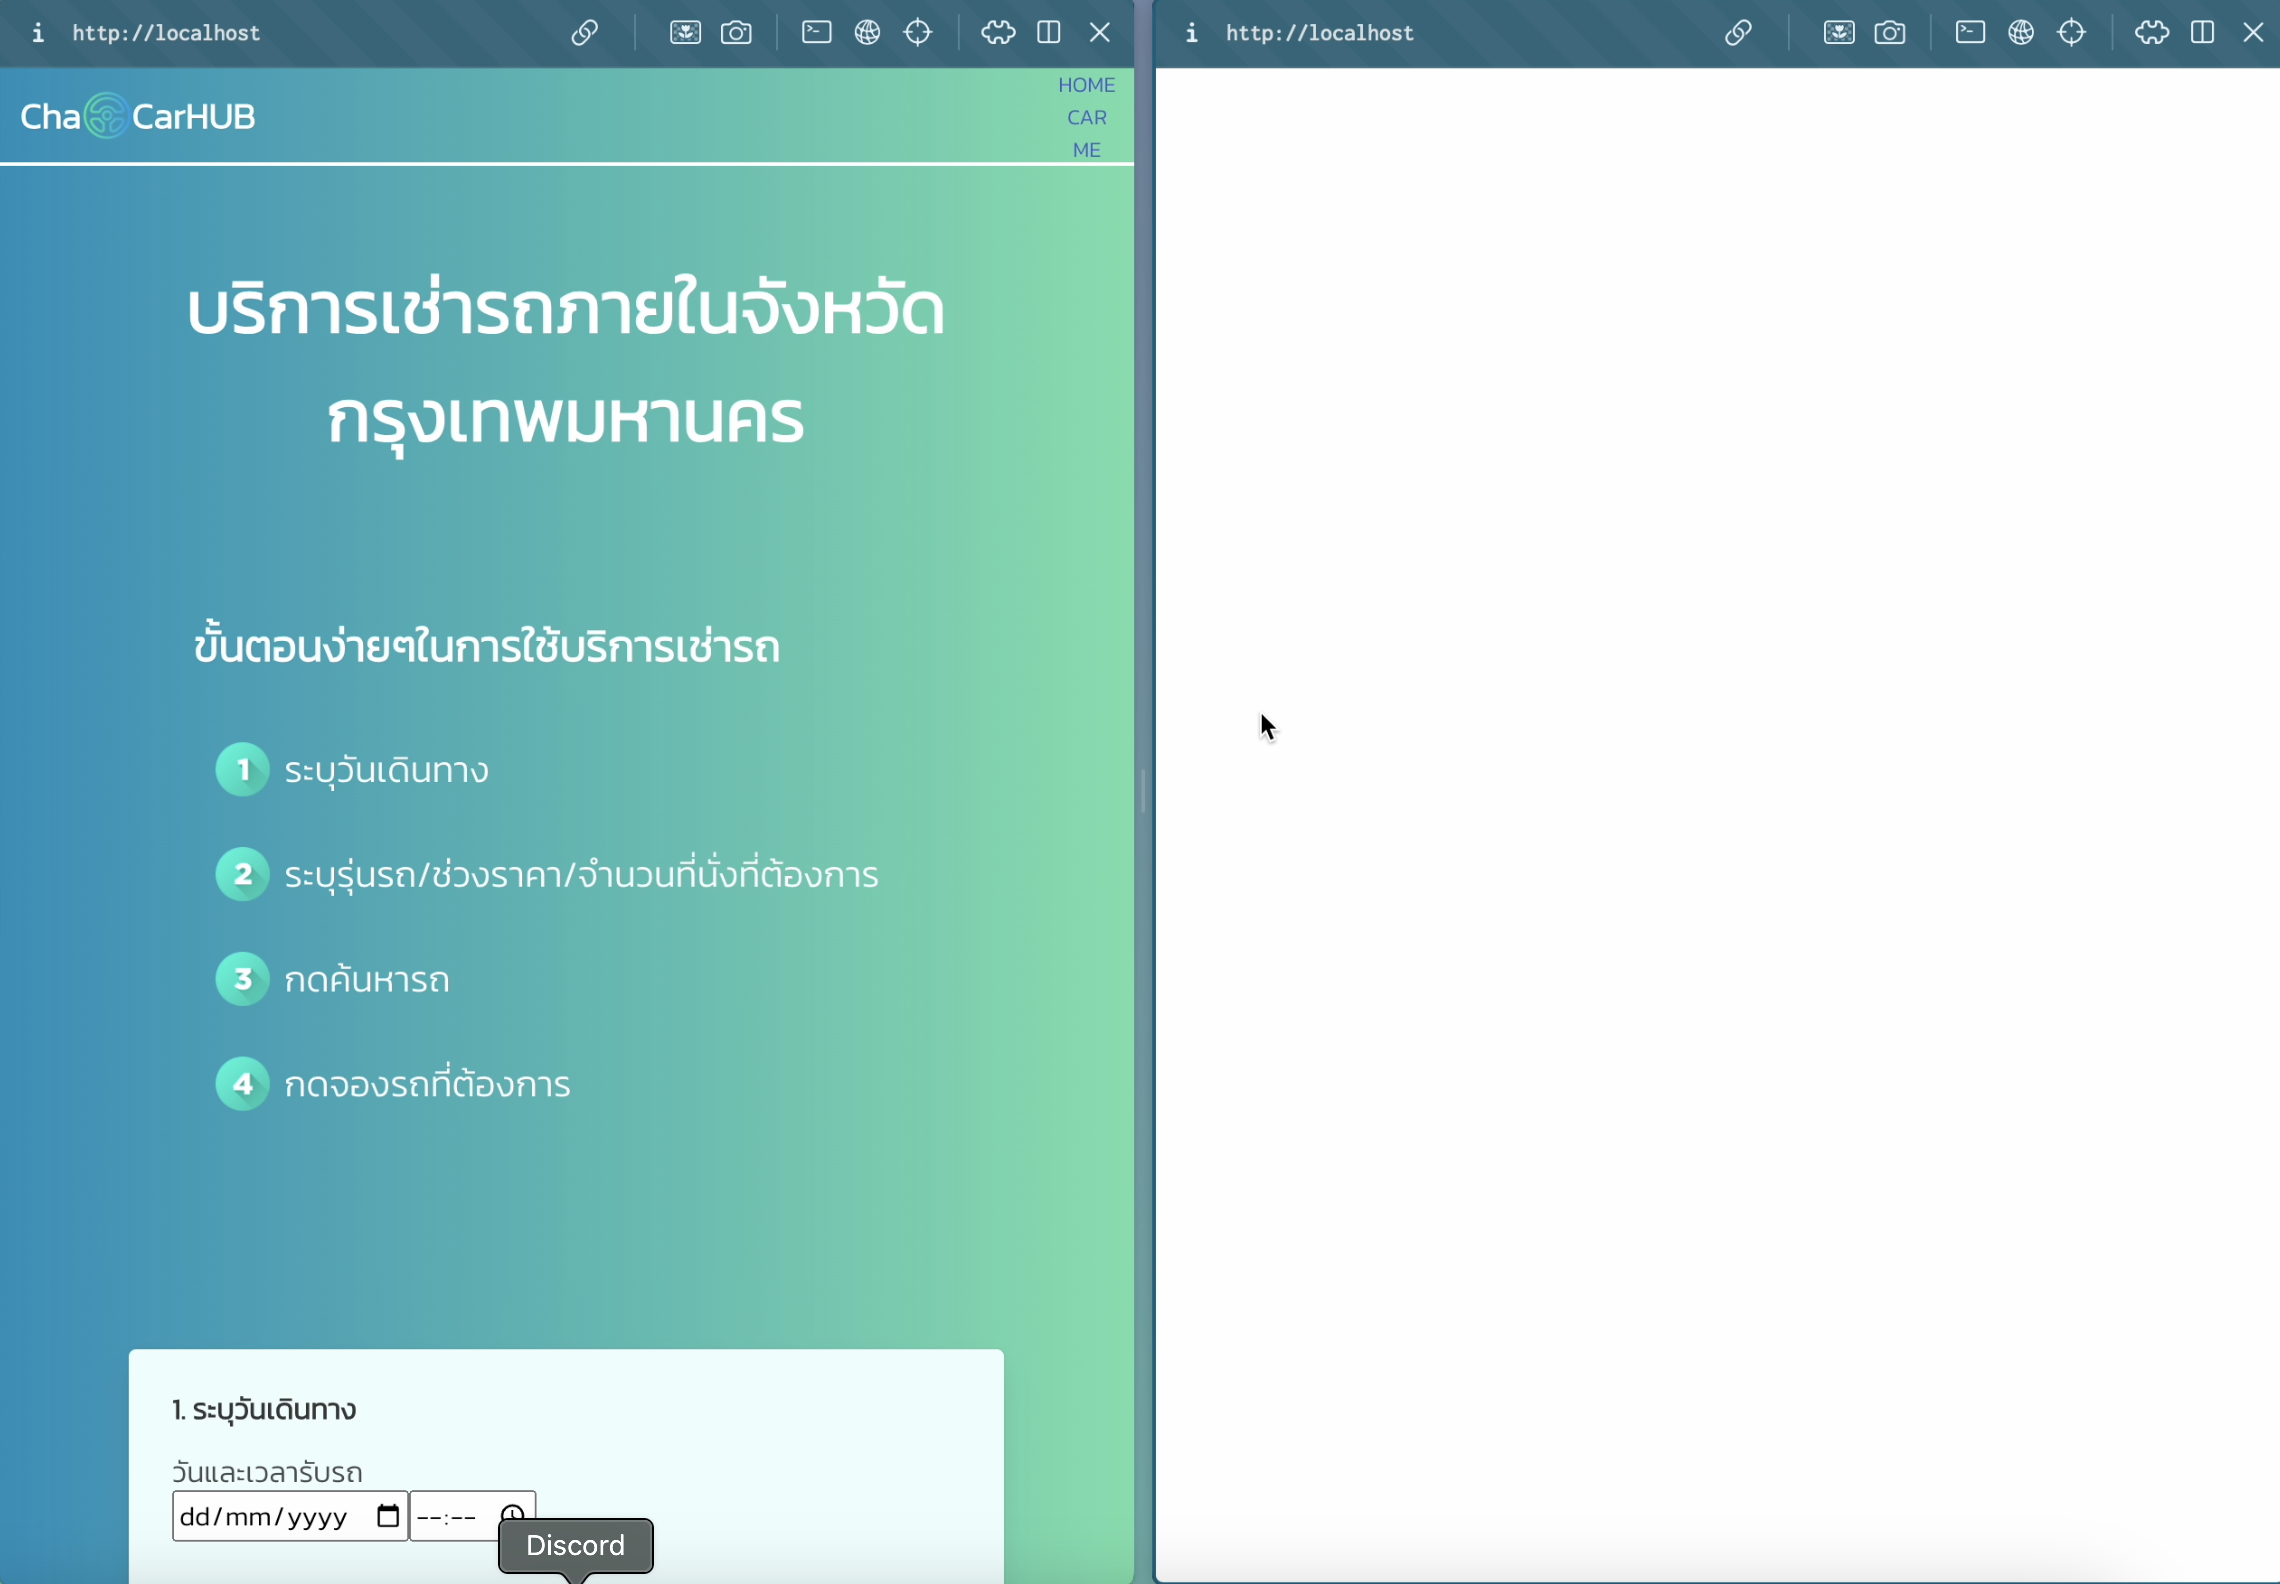 http://localhost
Cha CarHUB
HOME
CAR
ME
บริการเช่ารถภายในจังหวัด
กรุงเทพมหานคร
ขั้นตอนง่ายๆในการใช้บริการเช่ารถ
1 ระบุวันเดินทาง
2 ระบุรุ่นรถ/ช่วงราคา/จำนวนที่นั่งที่ต้องการ
3 กดค้นหารถ
4 กดจองรถที่ต้องการ
1. ระบุวันเดินทาง
วันและเวลารับรถ
dd/mm/yyyy --:--
Discord
http://localhost